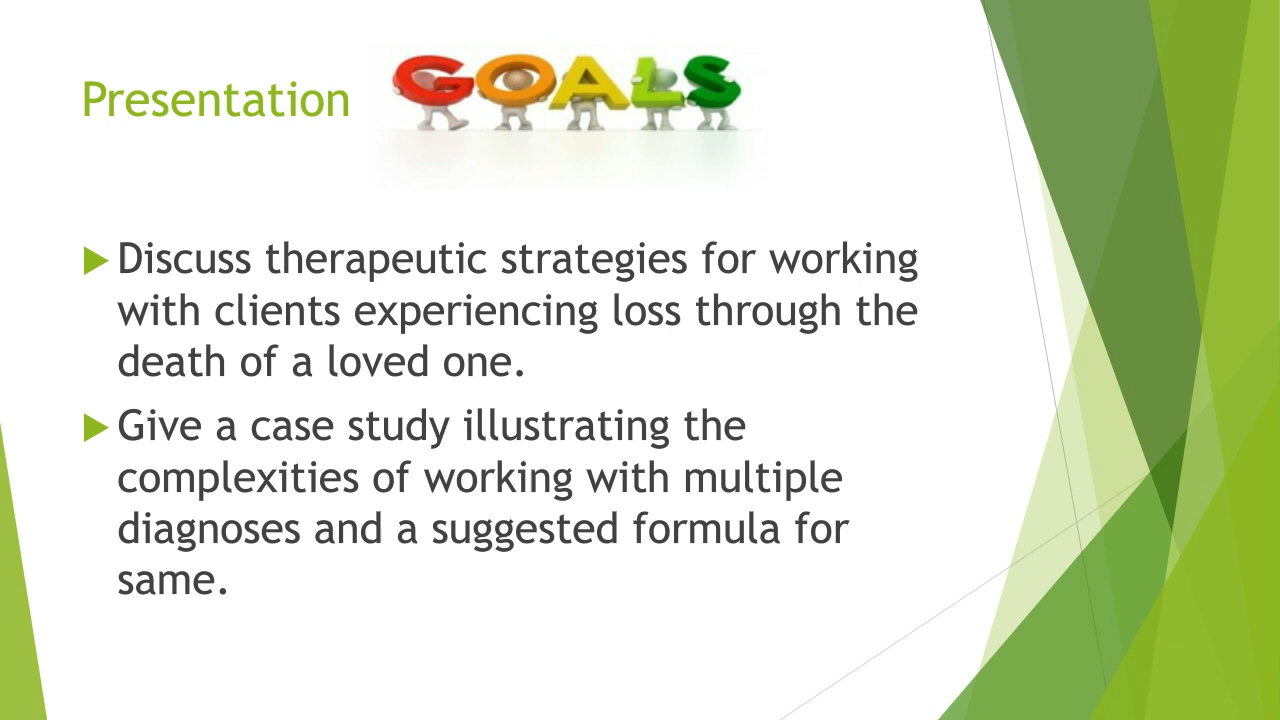 Presentation GOALS
Discuss therapeutic strategies for working
with clients experiencing loss through the
death of a loved one.
Give a case study illustrating the
complexities of working with multiple
diagnoses and a suggested formula for
same.